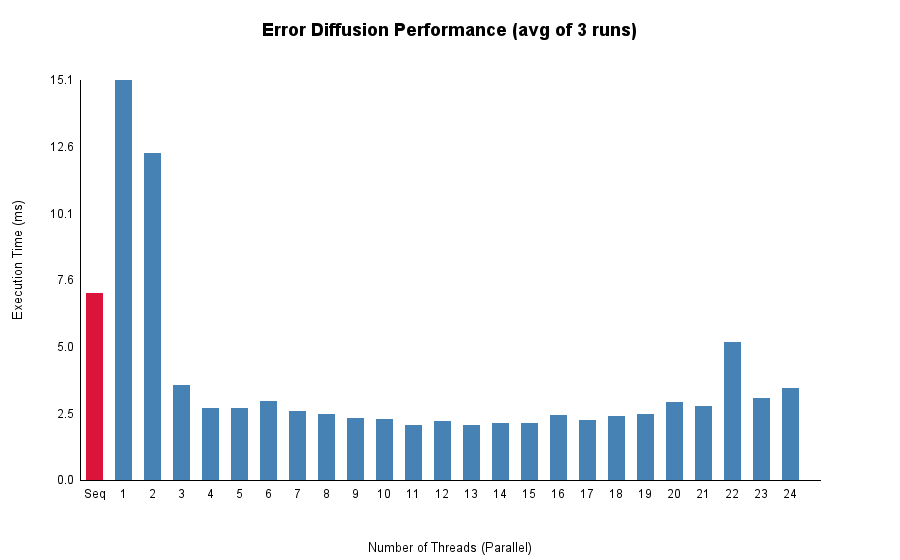 Error Diffusion Performance (avg of 3 runs)
15.1
12.6
10.1
7.6
5.0
2.5
0.0
Execution Time (ms)
Seq 1 2 3 4 5 6 7 8 9 10 11 12 13 14 15 16 17 18 19 20 21 22 23 24
Number of Threads (Parallel)